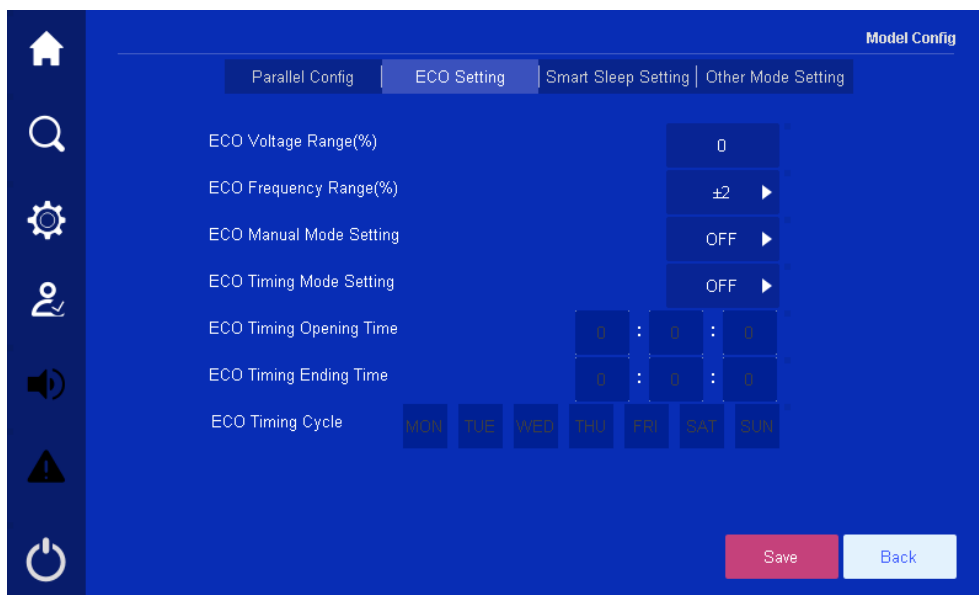 Model Config
Parallel Config | ECO Setting | Smart Sleep Setting | Other Mode Setting
ECO Voltage Range(%) 0
ECO Frequency Range(%) ±2
ECO Manual Mode Setting OFF
ECO Timing Mode Setting OFF
ECO Timing Opening Time 0 : 0 : 0
ECO Timing Ending Time 0 : 0 : 0
ECO Timing Cycle MON TUE WED THU FRI SAT SUN
Save Back